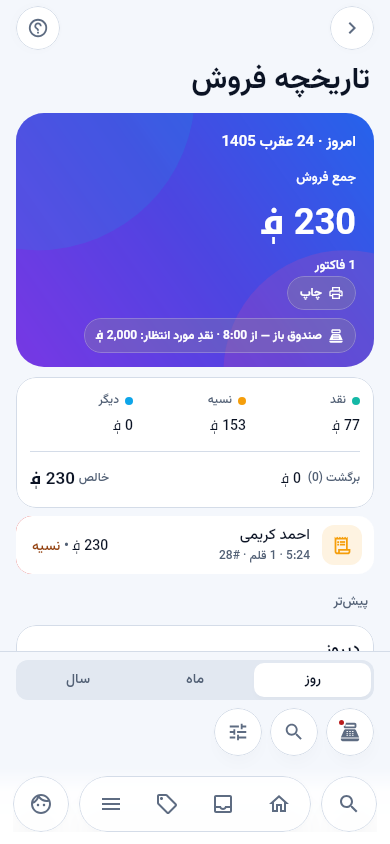 تاریخچه فروش
امروز · 24 عقرب 1405
جمع فروش
230 ؋
1 فاکتور
چاپ
صندوق باز — از 8:00 · نقدِ مورد انتظار: 2,000 ؋
نقد
نسیه
دیگر
77 ؋
153 ؋
0 ؋
برگشت (0) 0 ؋
خالص 230 ؋
احمد کریمی
230 ؋ • نسیه
5:24 · 1 قلم · #28
پیش‌تر
دیروز
روز
ماه
سال